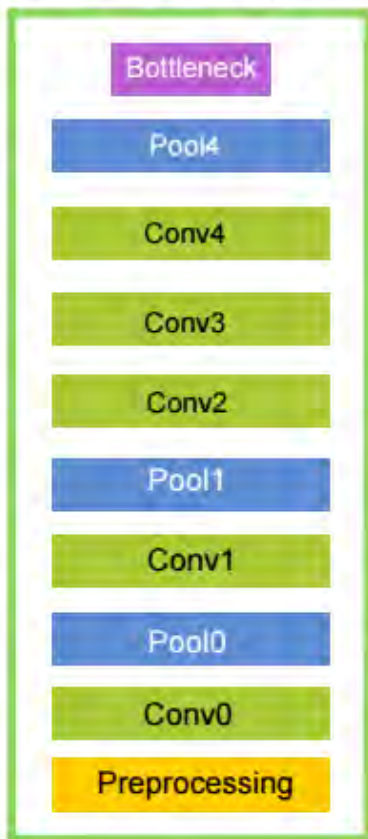 Bottleneck
Pool4
Conv4
Conv3
Conv2
Pool1
Conv1
Pool0
Conv0
Preprocessing